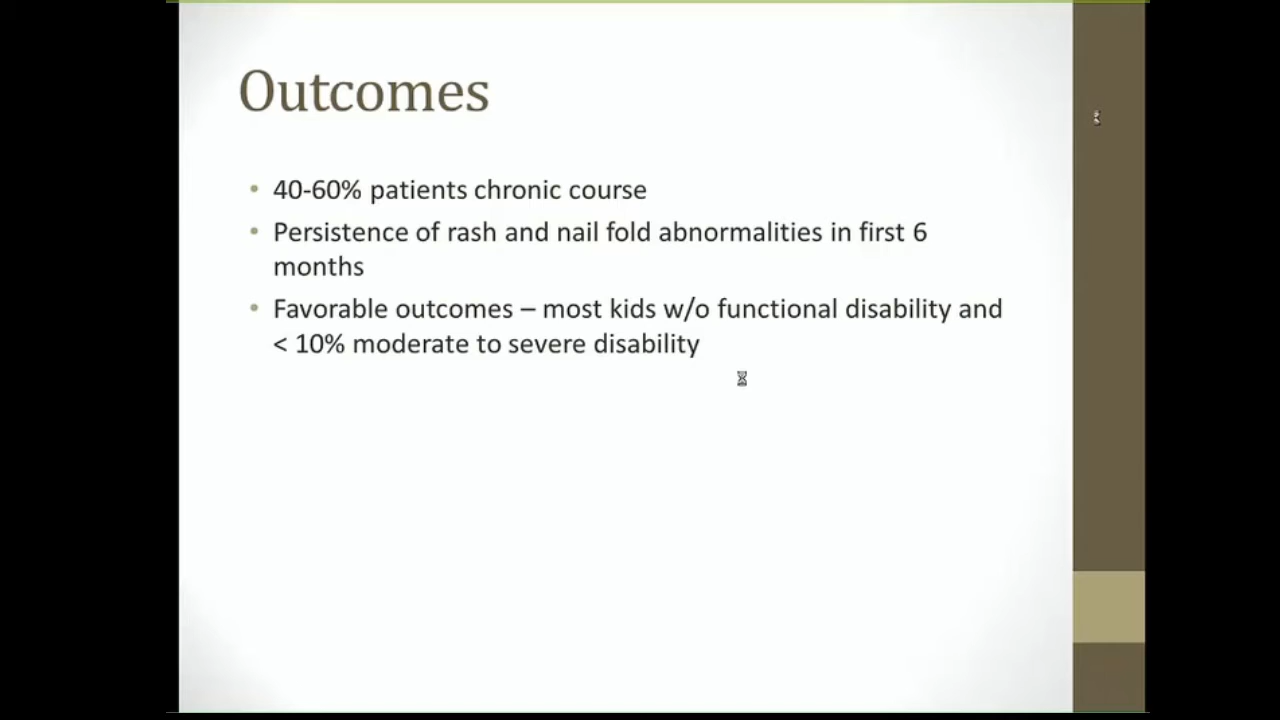 Outcomes
• 40-60% patients chronic course
• Persistence of rash and nail fold abnormalities in first 6
months
• Favorable outcomes – most kids w/o functional disability and
< 10% moderate to severe disability